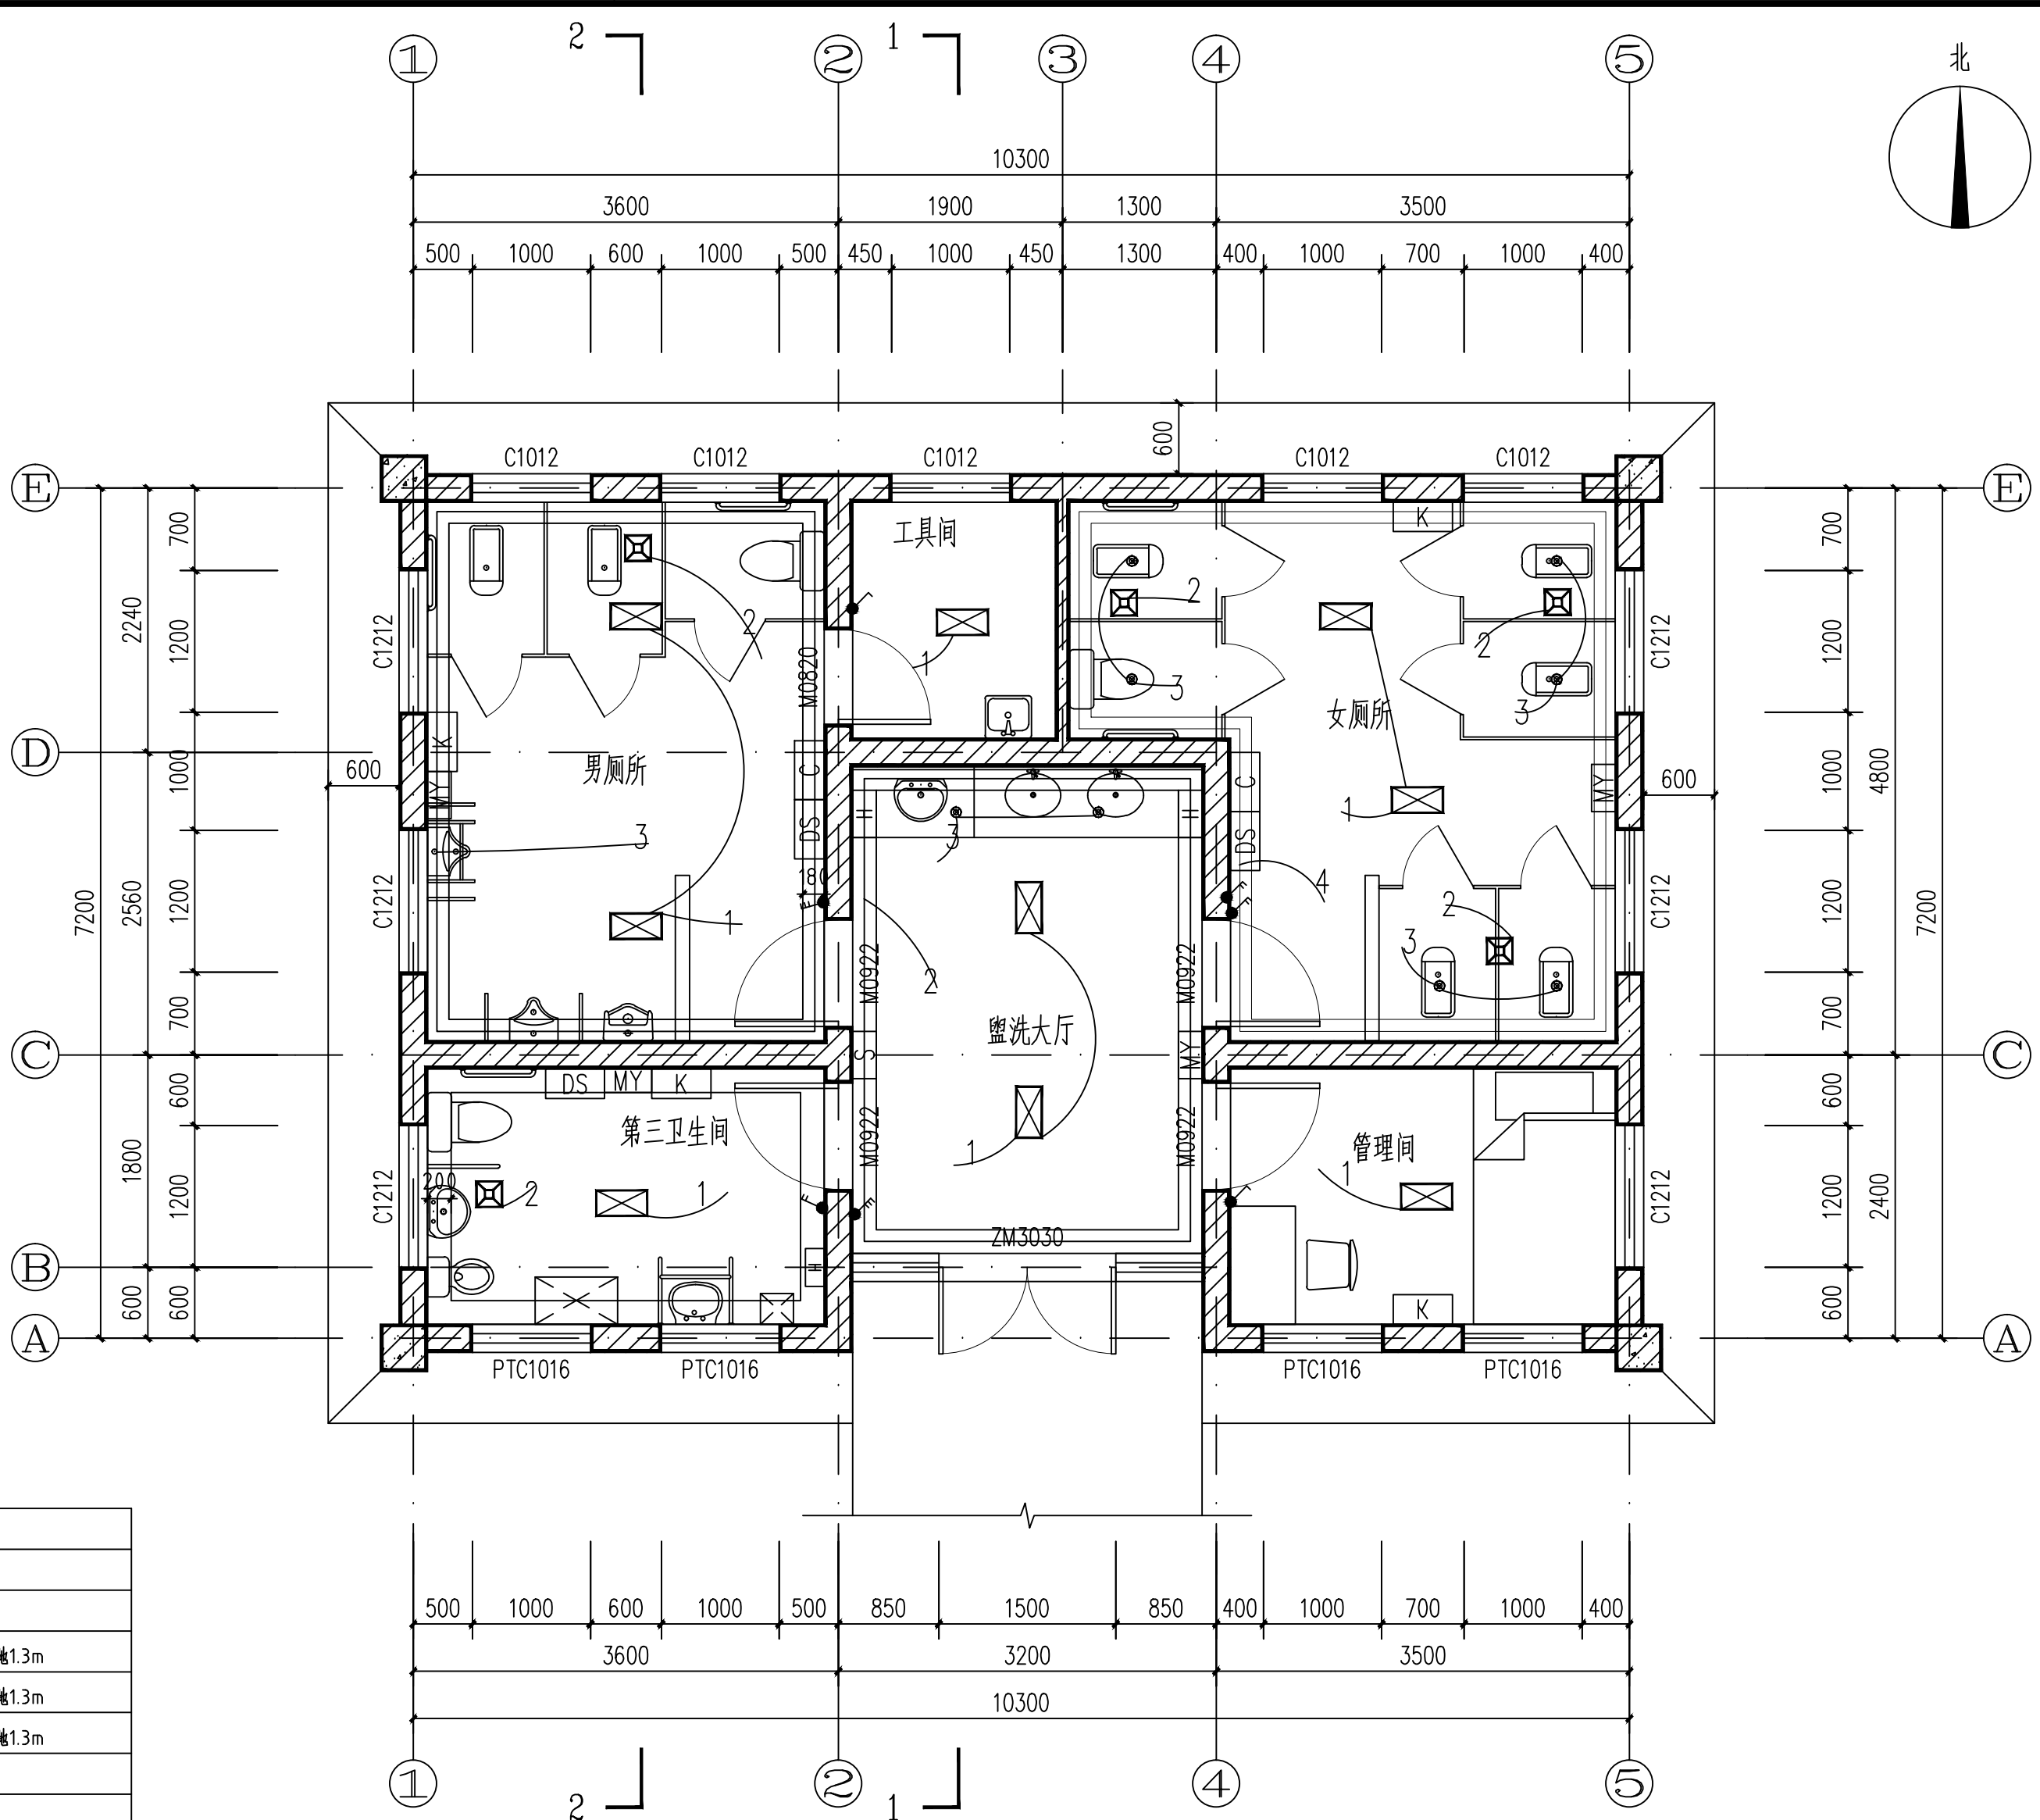 2 1
1 2 3 4 5
北
10300
3600 1900 1300 3500
500 1000 600 1000 500 450 1000 450 1300 400 1000 700 1000 400
600
C1012 C1012 C1012 C1012 C1012
E E
工具间
K
700 700
2
2
2240 1200 C1212 2 C1212 1200
M0820 1
3 3
女厕所
D K
男厕所 C C
600 600
1000 MY MY 1000 4800
1
H H
3 3 DS DS
7200 2560 1200 C1212 180 4 2 C1212 1200 7200
E F F
1 3
M0922 M0922
2
700 盥洗大厅 700
C S MY C
DS MY K
600 600
第三卫生间 M0922 M0922 管理间
1 1
1800 1200 C1212 200 2 1 F E C1212 1200 2400
ZM3030
B H
600 600 K 600
A A
PTC1016 PTC1016 PTC1016 PTC1016
地1.3m
地1.3m
地1.3m
500 1000 600 1000 500 850 1500 850 400 1000 700 1000 400
3600 3200 3500
10300
1 2 4 5
2 1